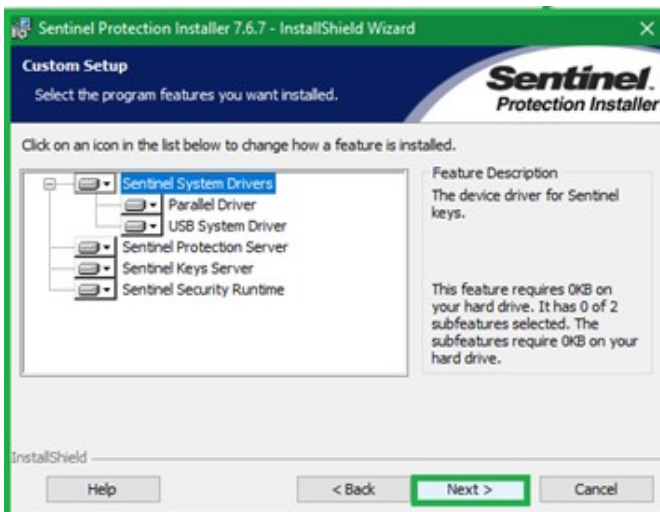 Sentinel Protection Installer 7.6.7 - InstallShield Wizard
Custom Setup
Select the program features you want installed.
Sentinel.
Protection Installer
Click on an icon in the list below to change how a feature is installed.
Sentinel System Drivers
Parallel Driver
USB System Driver
Sentinel Protection Server
Sentinel Keys Server
Sentinel Security Runtime
Feature Description
The device driver for Sentinel
keys.
This feature requires 0KB on
your hard drive. It has 0 of 2
subfeatures selected. The
subfeatures require 0KB on your
hard drive.
InstallShield
Help
< Back
Next >
Cancel